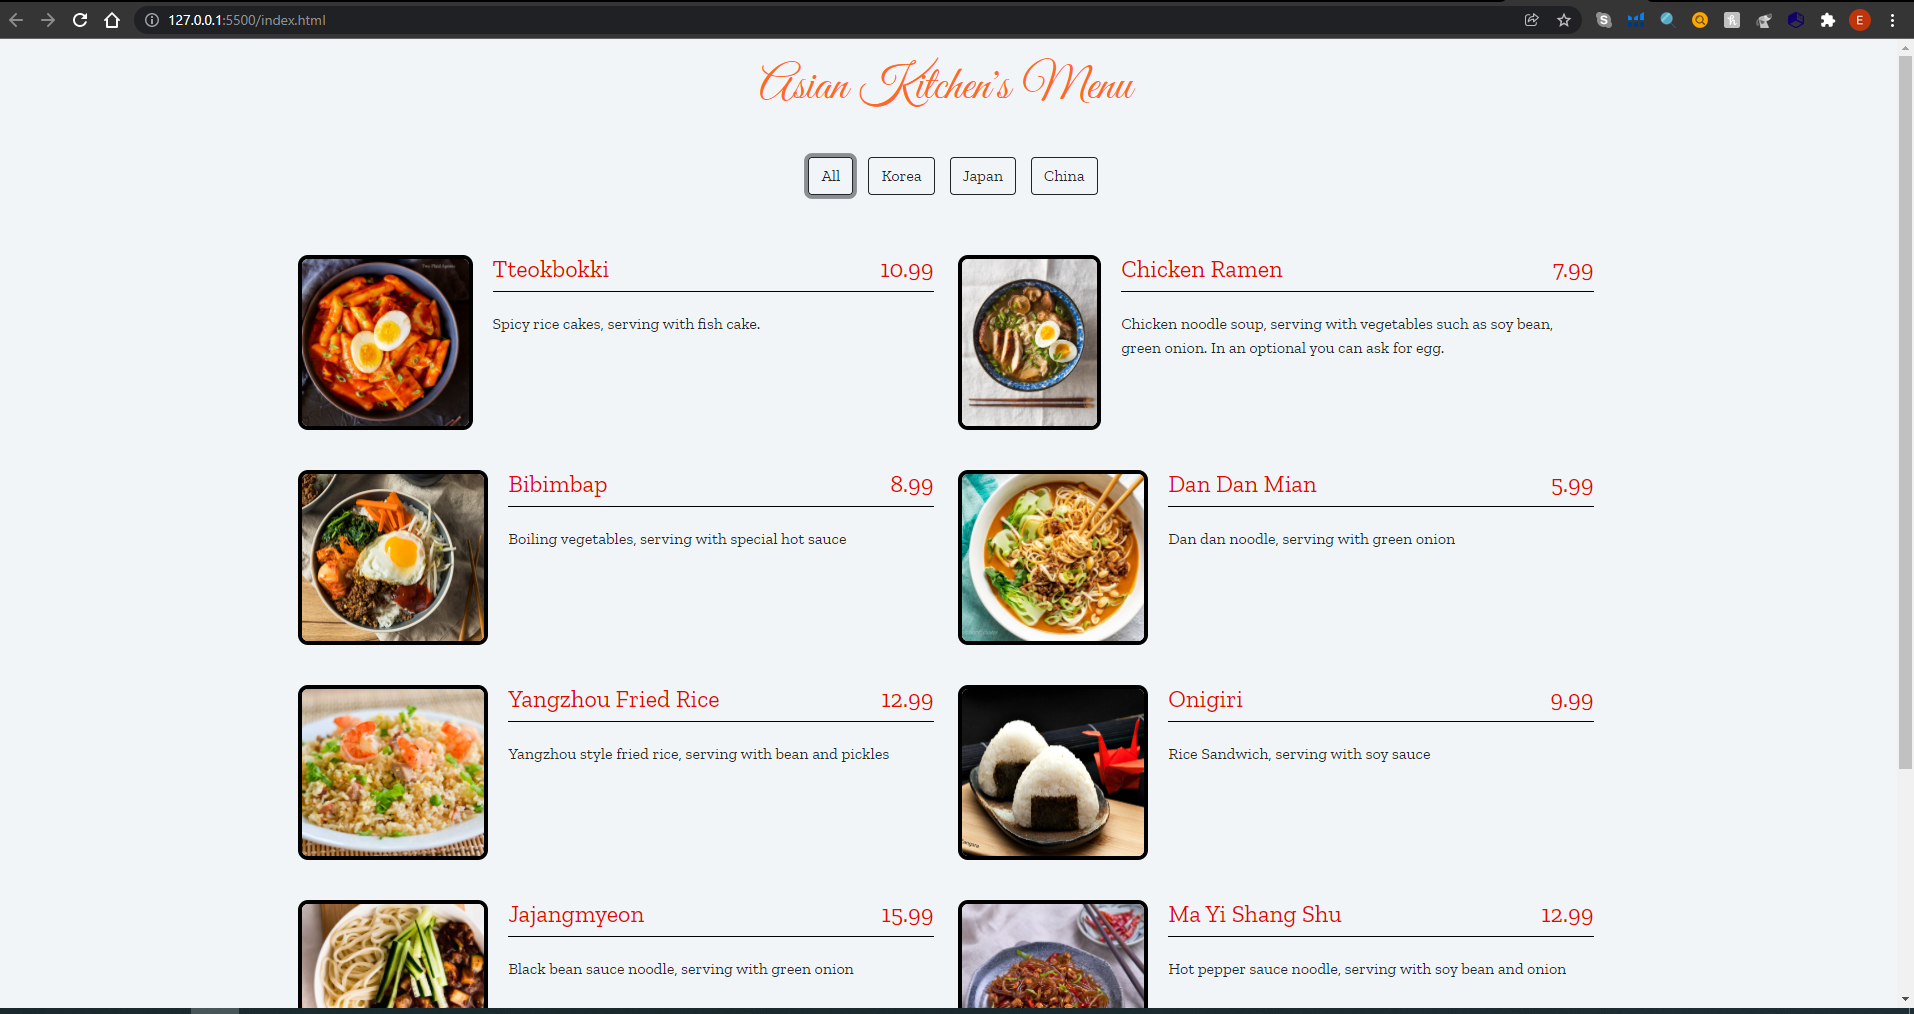 127.0.0.1:5500/index.html
E
Asian Kitchen's Menu
All
Korea
Japan
China
Tteokbokki
10.99
Spicy rice cakes, serving with fish cake.
Chicken Ramen
7.99
Chicken noodle soup, serving with vegetables such as soy bean,
green onion. In an optional you can ask for egg.
Bibimbap
8.99
Boiling vegetables, serving with special hot sauce
Dan Dan Mian
5.99
Dan dan noodle, serving with green onion
Yangzhou Fried Rice
12.99
Yangzhou style fried rice, serving with bean and pickles
Onigiri
9.99
Rice Sandwich, serving with soy sauce
Jajangmyeon
15.99
Black bean sauce noodle, serving with green onion
Ma Yi Shang Shu
12.99
Hot pepper sauce noodle, serving with soy bean and onion